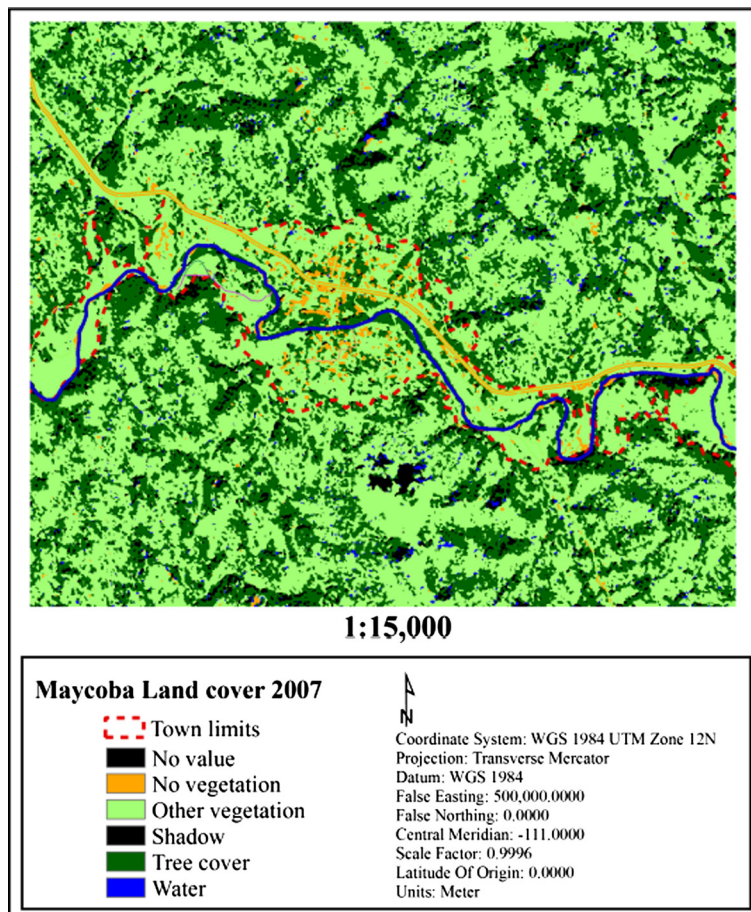 1:15,000
Maycoba Land cover 2007
Town limits
No value
No vegetation
Other vegetation
Shadow
Tree cover
Water
N
Coordinate System: WGS 1984 UTM Zone 12N
Projection: Transverse Mercator
Datum: WGS 1984
False Easting: 500,000.0000
False Northing: 0.0000
Central Meridian: -111.0000
Scale Factor: 0.9996
Latitude Of Origin: 0.0000
Units: Meter